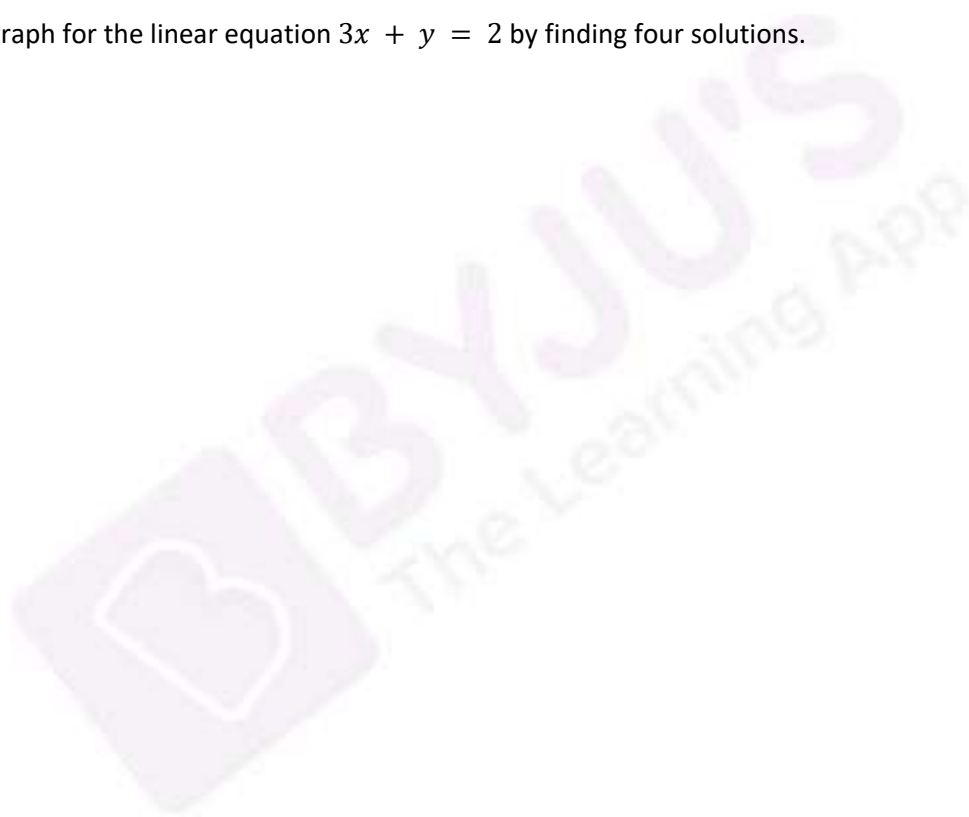 raph for the linear equation 3x + y = 2 by finding four solutions.
BYJU'S
The Learning App